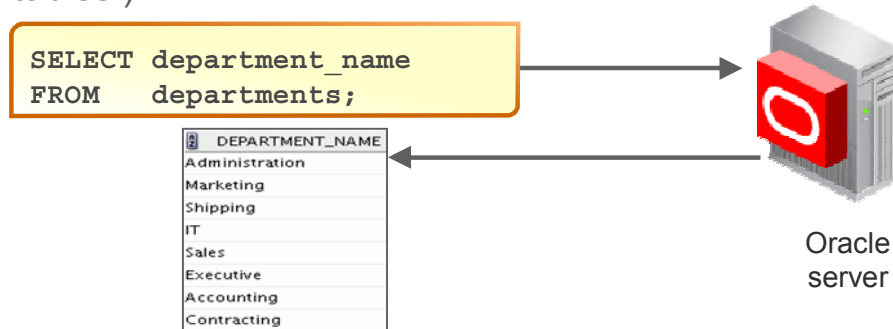 SELECT department_name
FROM departments;
DEPARTMENT_NAME
Administration
Marketing
Shipping
IT
Sales
Executive
Accounting
Contracting
Oracle
server